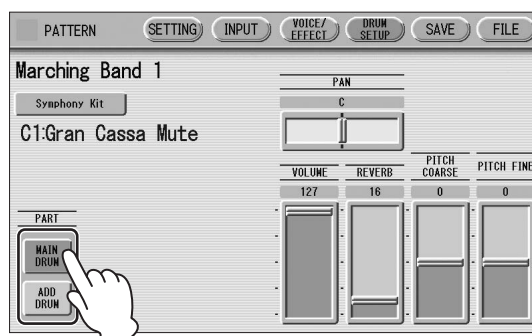 PATTERN SETTING INPUT VOICE/ EFFECT DRUM SETUP SAVE FILE
Marching Band 1
Symphony Kit
C1:Gran Cassa Mute
PAN
C
VOLUME REVERB PITCH COARSE PITCH FINE
127 16 0 0
PART
MAIN DRUM
ADD DRUM